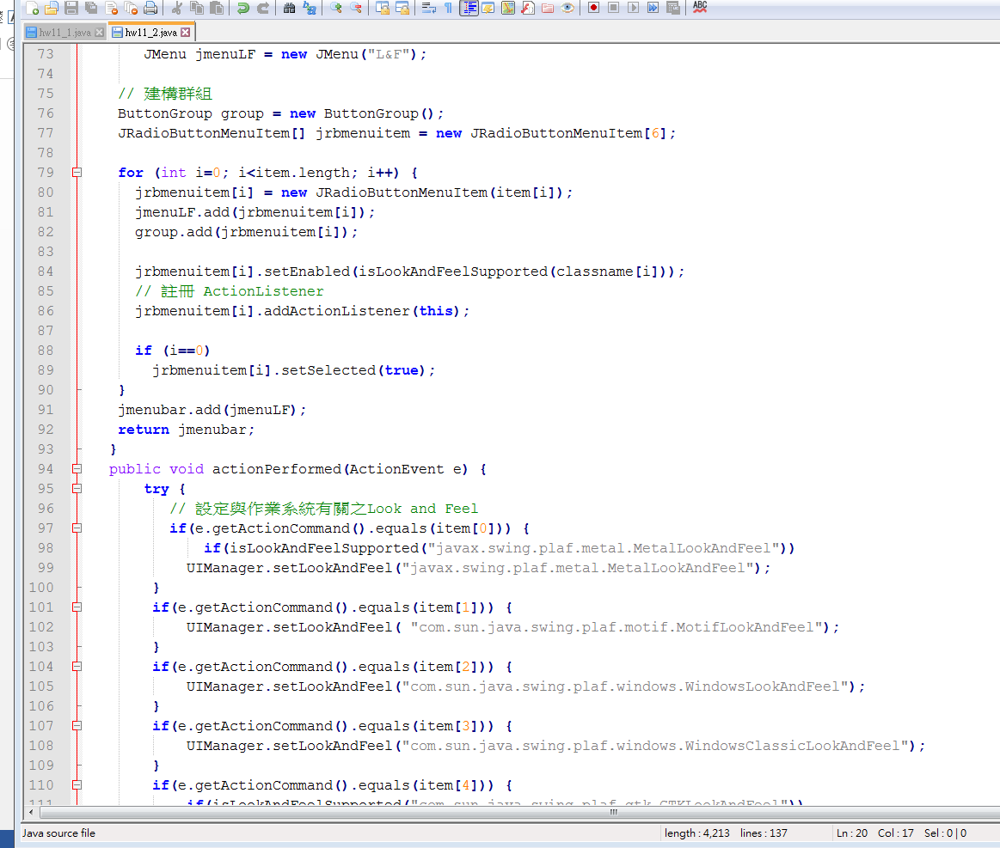 ABC
hw11_1.java hw11_2.java
73 JMenu jmenuLF = new JMenu("L&F");
74
75 // 建構群組
76 ButtonGroup group = new ButtonGroup();
77 JRadioButtonMenuItem[] jrbmenuitem = new JRadioButtonMenuItem[6];
78
79 for (int i=0; i<item.length; i++) {
80 jrbmenuitem[i] = new JRadioButtonMenuItem(item[i]);
81 jmenuLF.add(jrbmenuitem[i]);
82 group.add(jrbmenuitem[i]);
83
84 jrbmenuitem[i].setEnabled(isLookAndFeelSupported(classname[i]));
85 // 註冊 ActionListener
86 jrbmenuitem[i].addActionListener(this);
87
88 if (i==0)
89 jrbmenuitem[i].setSelected(true);
90 }
91 jmenubar.add(jmenuLF);
92 return jmenubar;
93 }
94 public void actionPerformed(ActionEvent e) {
95 try {
96 // 設定與作業系統有關之Look and Feel
97 if(e.getActionCommand().equals(item[0])) {
98 if(isLookAndFeelSupported("javax.swing.plaf.metal.MetalLookAndFeel"))
99 UIManager.setLookAndFeel("javax.swing.plaf.metal.MetalLookAndFeel");
100 }
101 if(e.getActionCommand().equals(item[1])) {
102 UIManager.setLookAndFeel( "com.sun.java.swing.plaf.motif.MotifLookAndFeel");
103 }
104 if(e.getActionCommand().equals(item[2])) {
105 UIManager.setLookAndFeel("com.sun.java.swing.plaf.windows.WindowsLookAndFeel");
106 }
107 if(e.getActionCommand().equals(item[3])) {
108 UIManager.setLookAndFeel("com.sun.java.swing.plaf.windows.WindowsClassicLookAndFeel");
109 }
110 if(e.getActionCommand().equals(item[4])) {
111 if(isLookAndFeelSupported("com.sun.java.swing.plaf.gtk.GTKLookAndFeel"))
Java source file length : 4,213 lines : 137 Ln : 20 Col : 17 Sel : 0 | 0